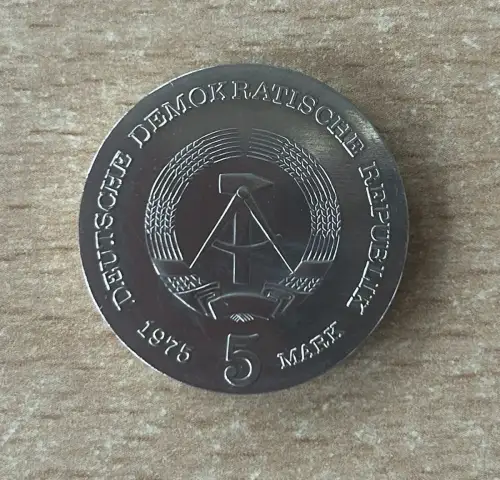 DEUTSCHE DEMOKRATISCHE REPUBLIK
1975 5 MARK